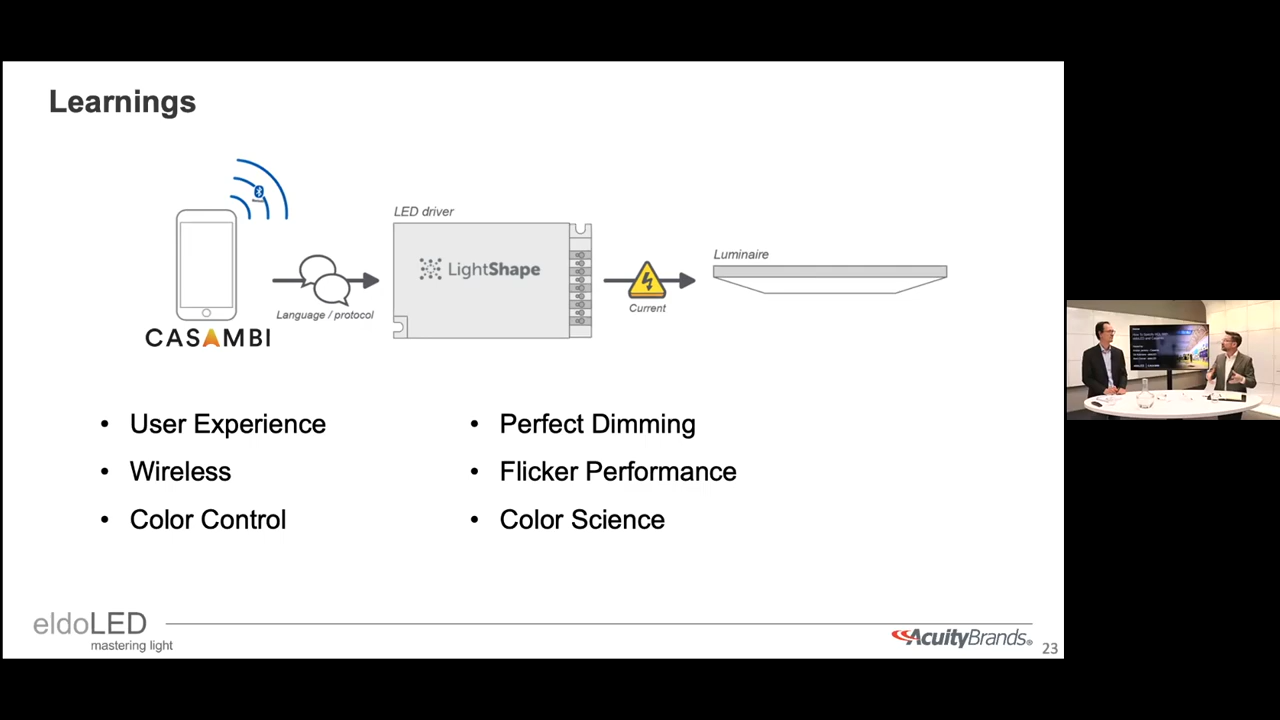 Learnings
LED driver
LightShape
Luminaire
Language / protocol
Current
CASAMBI
• User Experience
• Wireless
• Color Control
• Perfect Dimming
• Flicker Performance
• Color Science
eldoLED
mastering light
AcuityBrands®
23